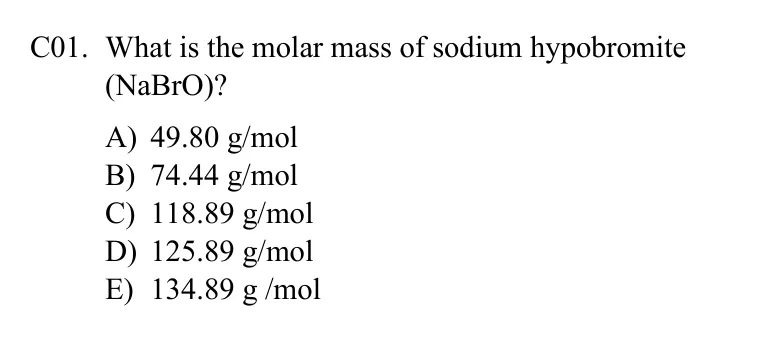 C01. What is the molar mass of sodium hypobromite
(NaBrO)?
A) 49.80 g/mol
B) 74.44 g/mol
C) 118.89 g/mol
D) 125.89 g/mol
E) 134.89 g /mol